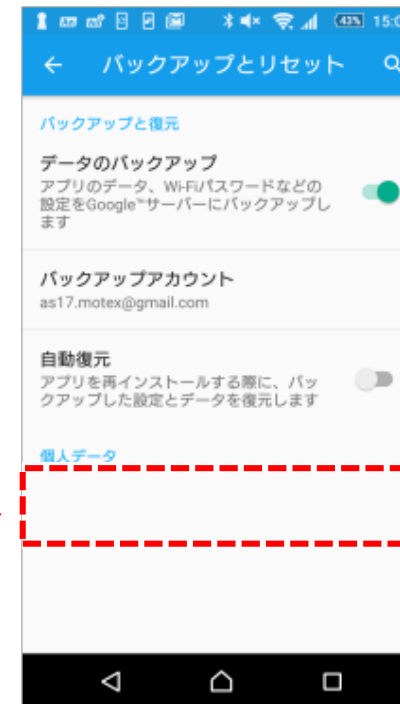 43% 15:0
バックアップとリセット
バックアップと復元
データのバックアップ
アプリのデータ、Wi-Fiパスワードなどの
設定をGoogle™サーバーにバックアップし
ます
バックアップアカウント
as17.motex@gmail.com
自動復元
アプリを再インストールする際に、バッ
クアップした設定とデータを復元します
個人データ